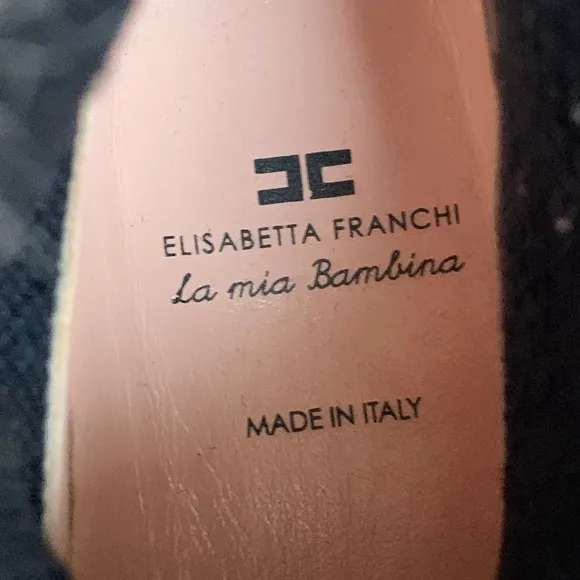 ELISABETTA FRANCHI
La mia Bambina
MADE IN ITALY